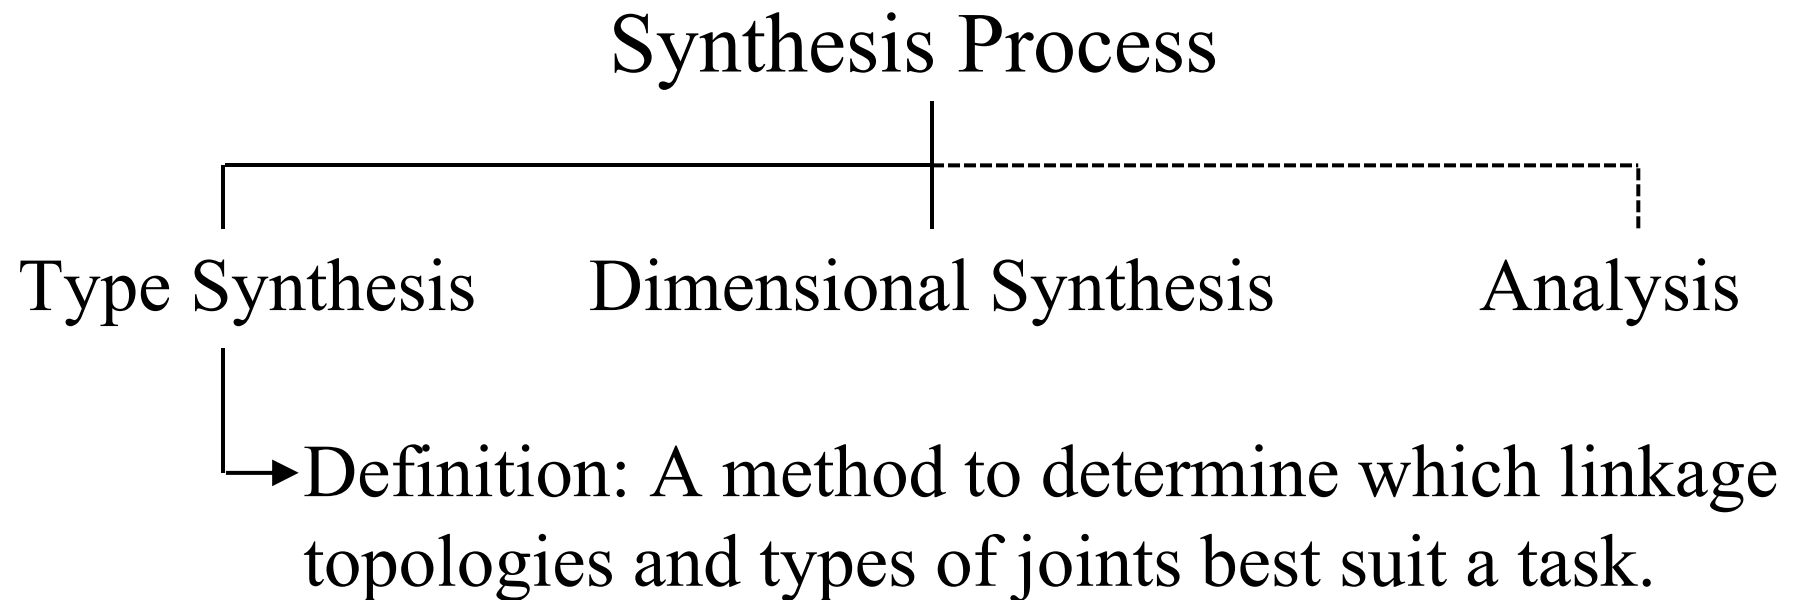 Synthesis Process
Type Synthesis
Dimensional Synthesis
Analysis
Definition: A method to determine which linkage
topologies and types of joints best suit a task.